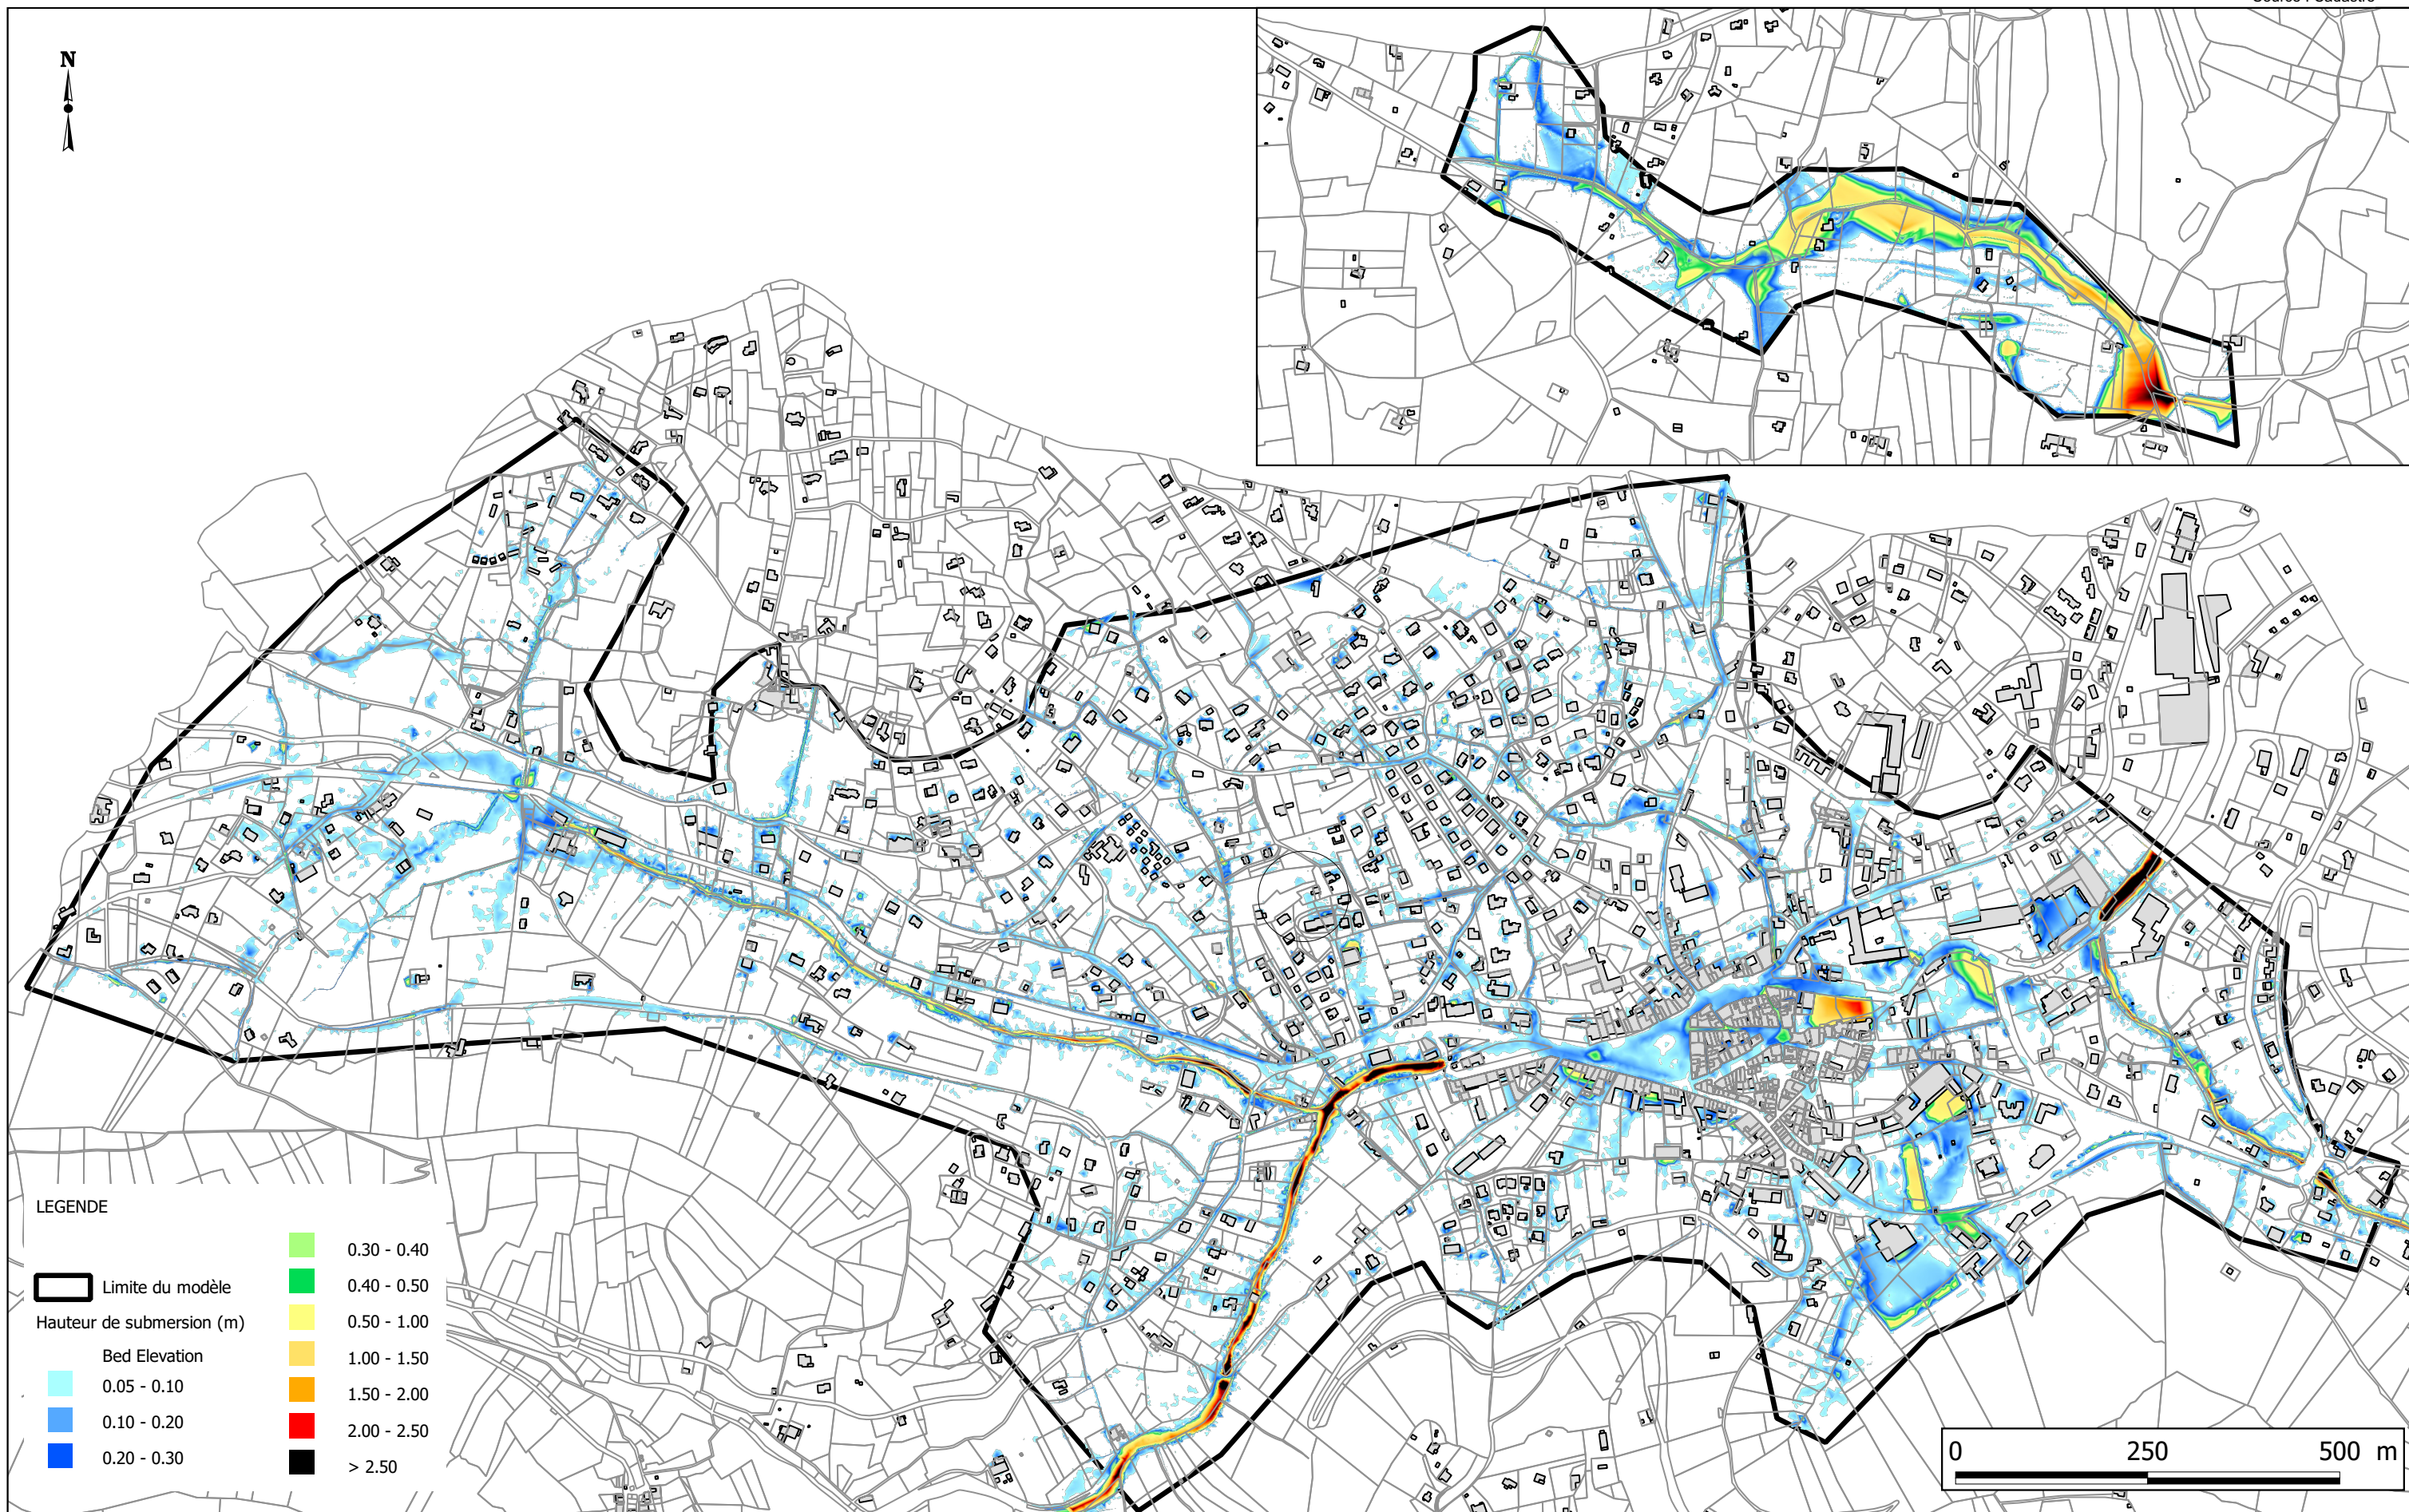 N
LEGENDE
Limite du modèle
Hauteur de submersion (m)
Bed Elevation
0.05 - 0.10
0.10 - 0.20
0.20 - 0.30
0.30 - 0.40
0.40 - 0.50
0.50 - 1.00
1.00 - 1.50
1.50 - 2.00
2.00 - 2.50
> 2.50
0 250 500 m